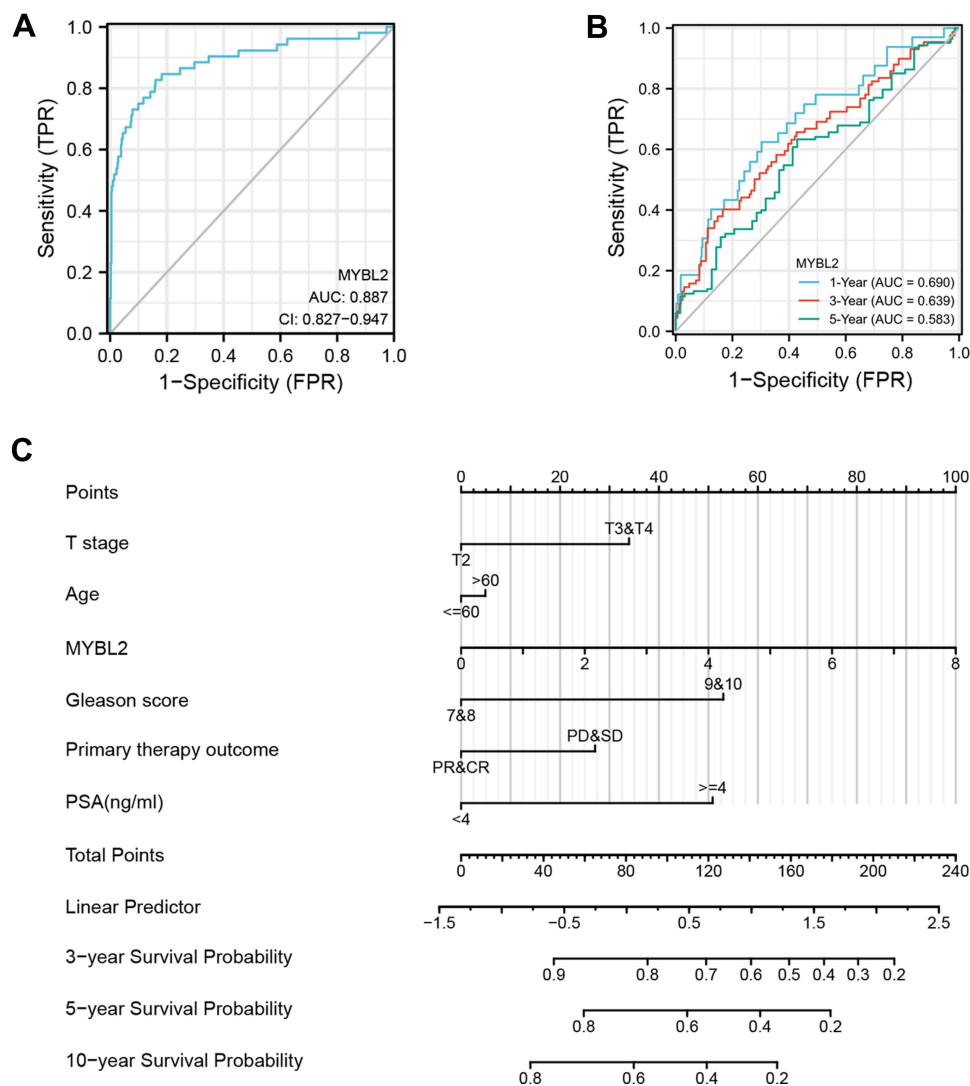 A
Sensitivity (TPR)
1.0
0.8
0.6
0.4
0.2
0.0
MYBL2
AUC: 0.887
CI: 0.827−0.947
0.0 0.2 0.4 0.6 0.8 1.0
1−Specificity (FPR)
B
Sensitivity (TPR)
1.0
0.8
0.6
0.4
0.2
0.0
MYBL2
1-Year (AUC = 0.690)
3-Year (AUC = 0.639)
5-Year (AUC = 0.583)
0.0 0.2 0.4 0.6 0.8 1.0
1−Specificity (FPR)
C
0 20 40 60 80 100
Points
T3&T4
T stage
T2
>60
Age
<=60
MYBL2
0 2 4 6 8
9&10
Gleason score
7&8
PD&SD
Primary therapy outcome
PR&CR
>=4
PSA(ng/ml)
<4
Total Points
0 40 80 120 160 200 240
Linear Predictor
−1.5 −0.5 0.5 1.5 2.5
3−year Survival Probability
0.9 0.8 0.7 0.6 0.5 0.4 0.3 0.2
5−year Survival Probability
0.8 0.6 0.4 0.2
10−year Survival Probability
0.8 0.6 0.4 0.2